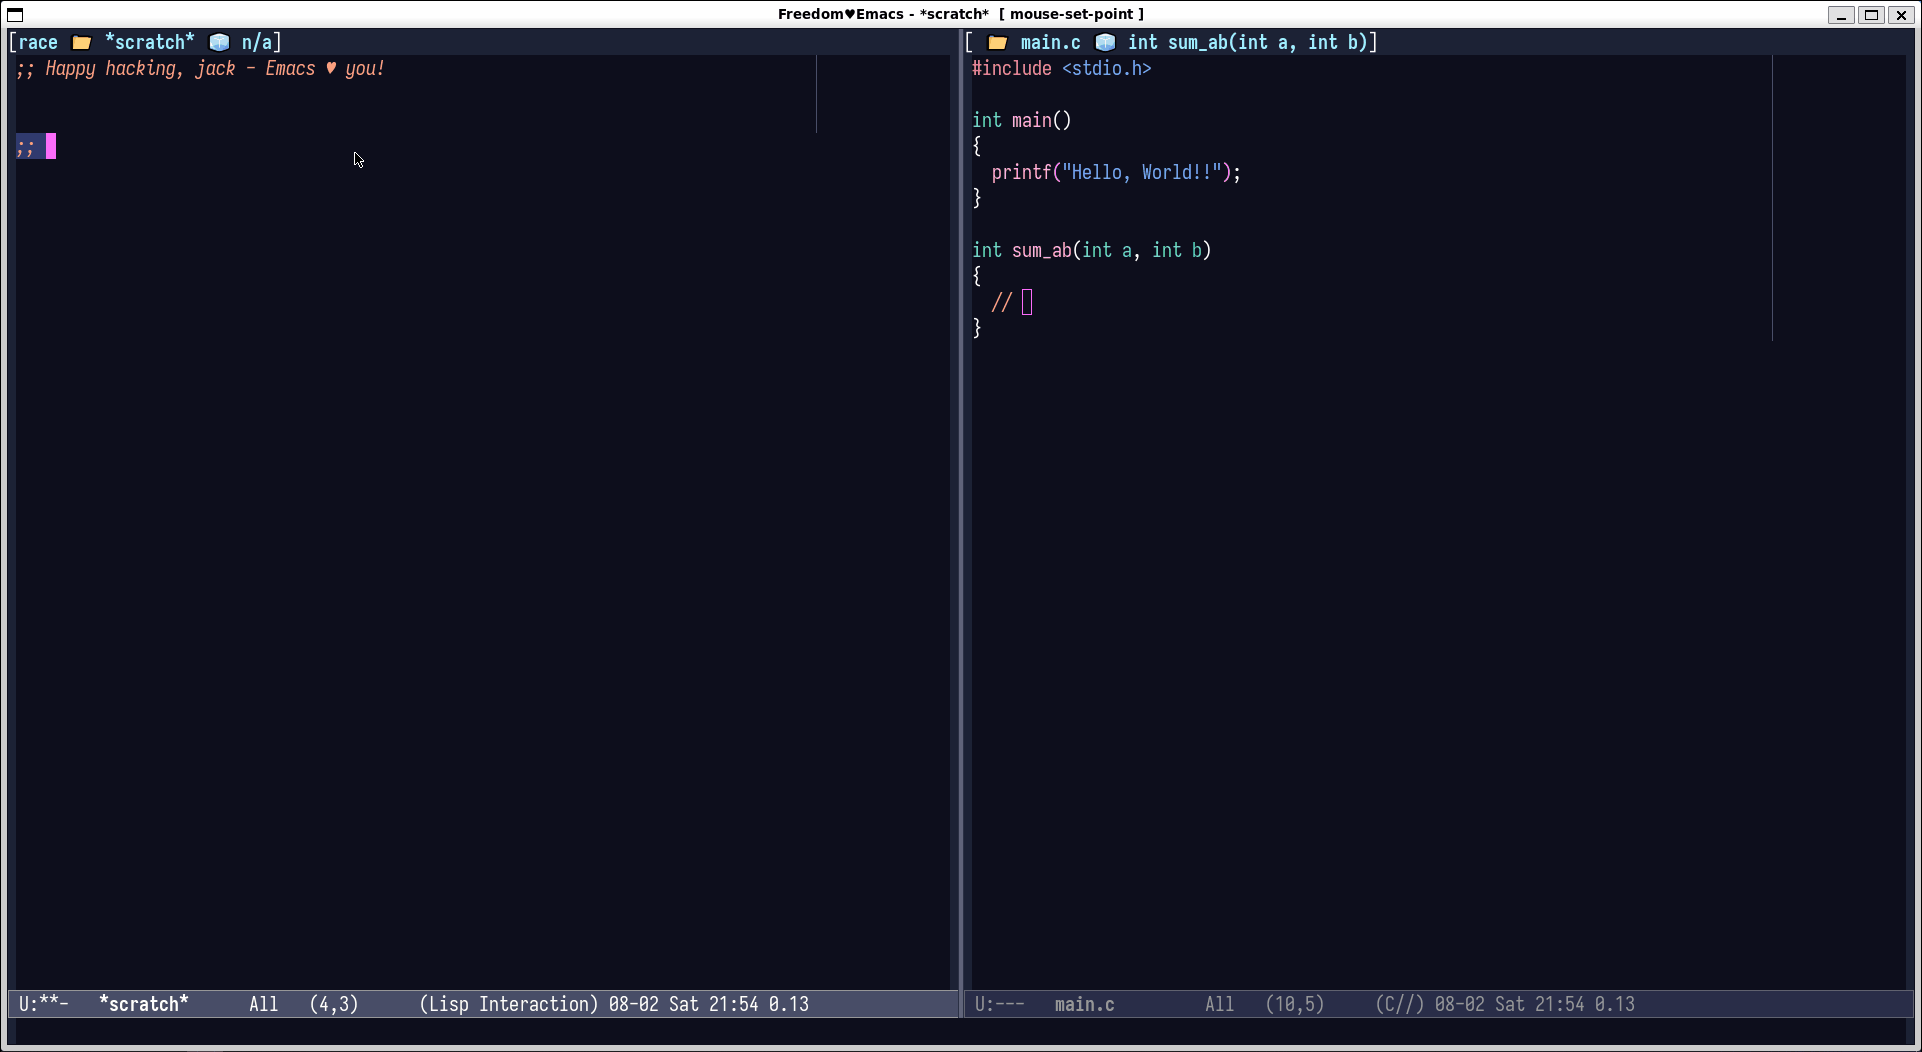 Freedom♥Emacs - *scratch*  [ mouse-set-point ]
[race *scratch* n/a]
;; Happy hacking, jack - Emacs ♥ you!
;;
U:**-   *scratch*      All   (4,3)      (Lisp Interaction) 08-02 Sat 21:54 0.13
[ main.c int sum_ab(int a, int b)]
#include <stdio.h>
int main()
{
  printf("Hello, World!!");
}
int sum_ab(int a, int b)
{
  //
}
U:---   main.c         All   (10,5)     (C//) 08-02 Sat 21:54 0.13